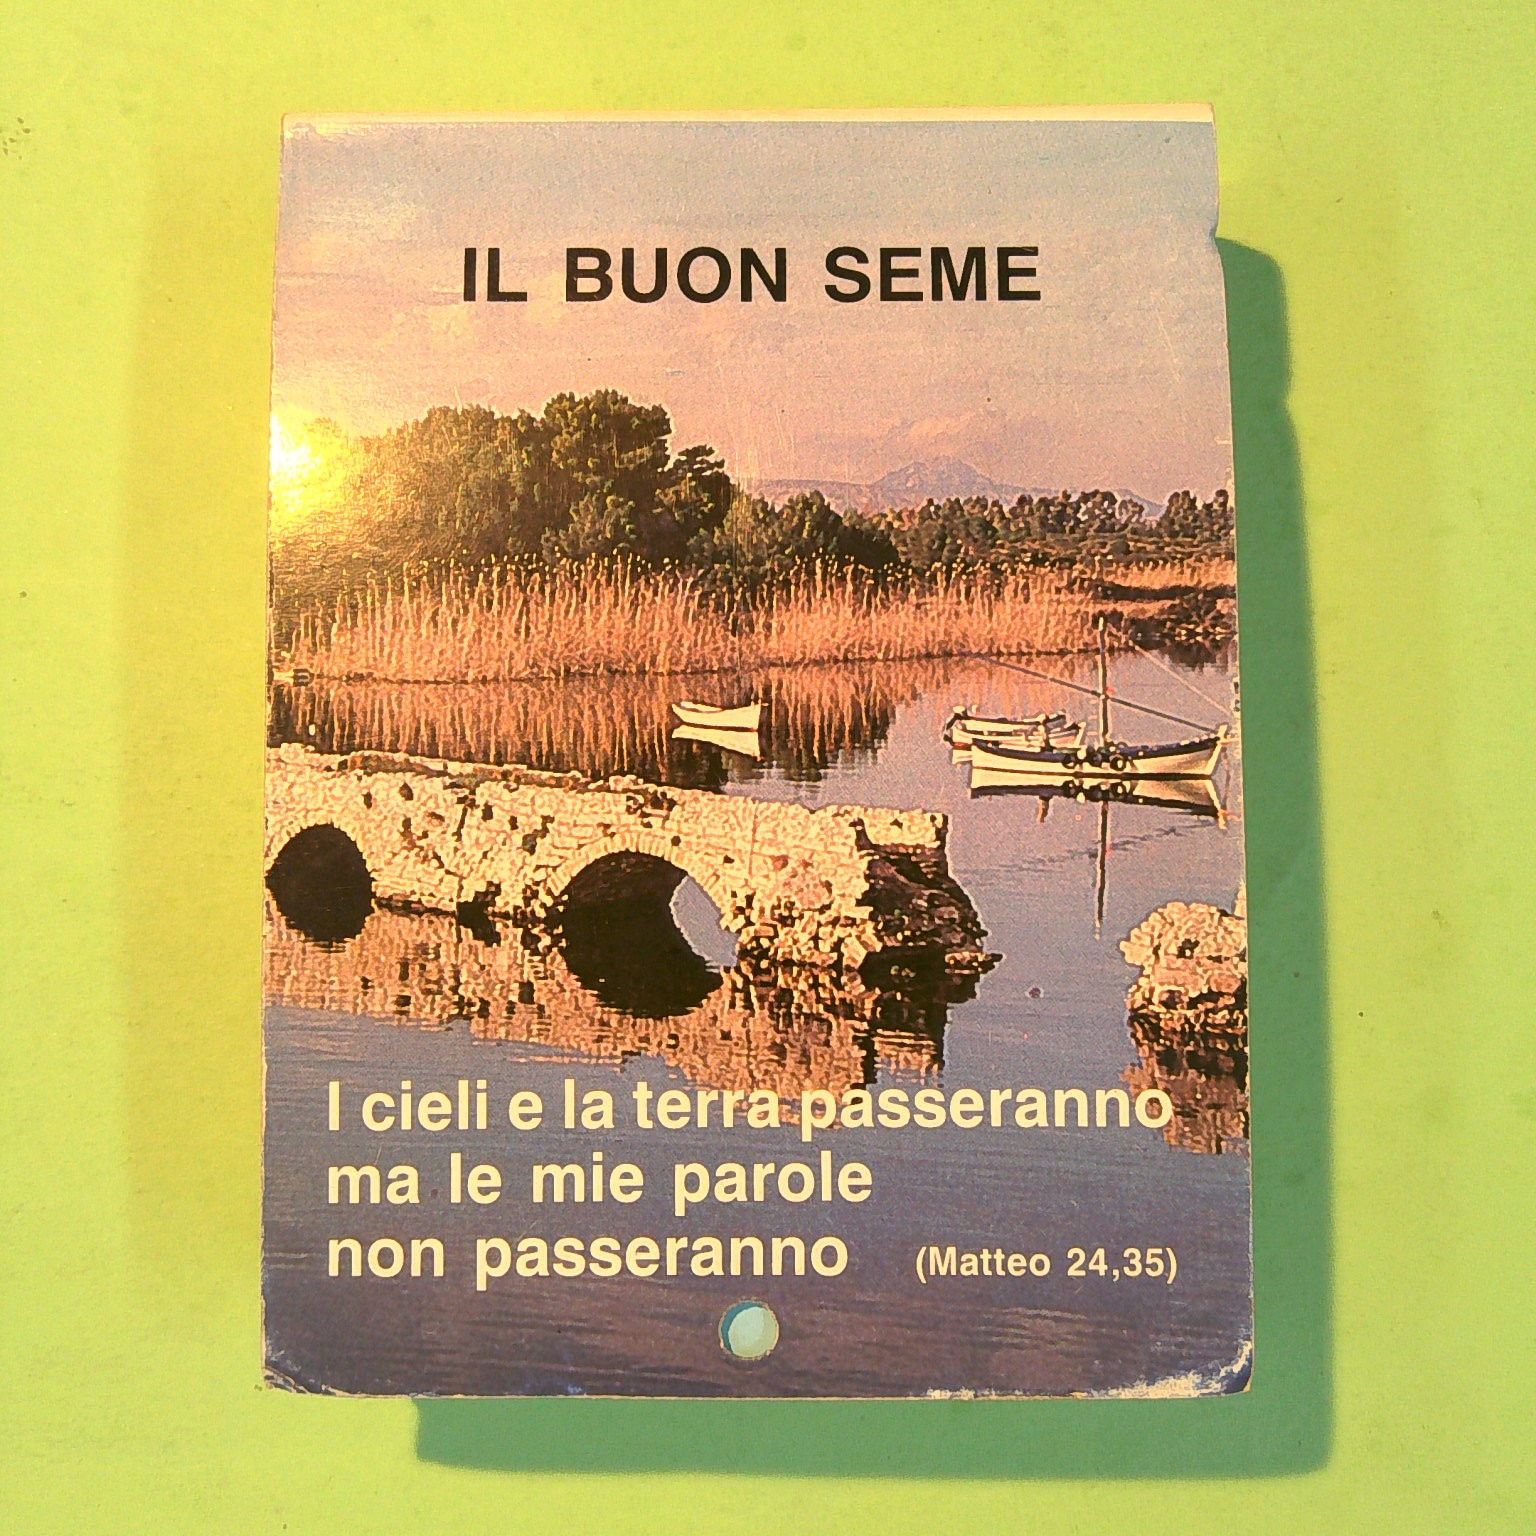 IL BUON SEME
I cieli e la terra passeranno
ma le mie parole
non passeranno (Matteo 24,35)